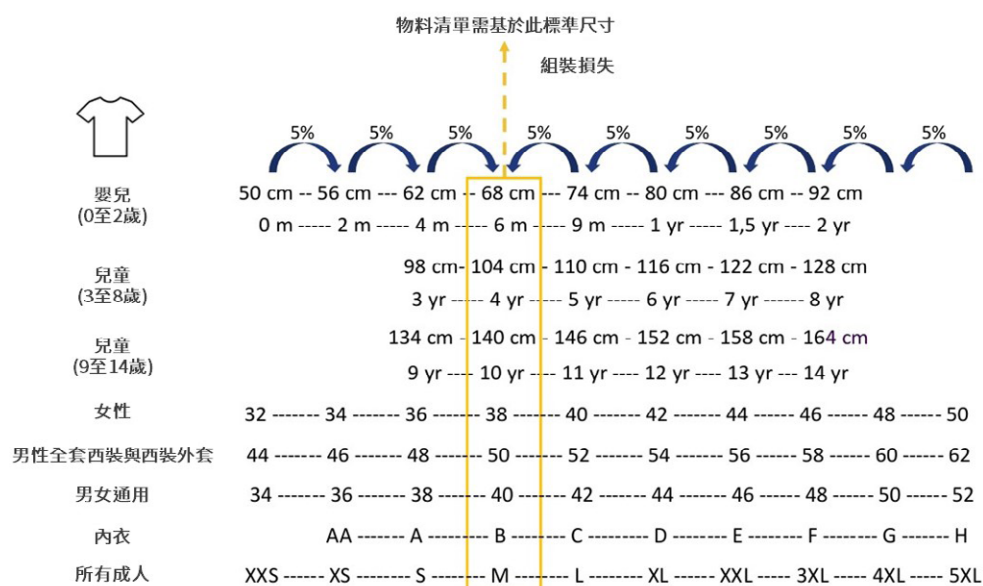 物料清單需基於此標準尺寸
組裝損失
5% 5% 5% 5% 5% 5% 5% 5% 5%
嬰兒
(0至2歲)
50 cm -- 56 cm --- 62 cm -- 68 cm --- 74 cm -- 80 cm --- 86 cm -- 92 cm
0 m ----- 2 m ----- 4 m ----- 6 m ----- 9 m ----- 1 yr ----- 1,5 yr ----- 2 yr
兒童
(3至8歲)
98 cm- 104 cm - 110 cm - 116 cm - 122 cm - 128 cm
3 yr ----- 4 yr ----- 5 yr ----- 6 yr ----- 7 yr ------ 8 yr
兒童
(9至14歲)
134 cm - 140 cm - 146 cm - 152 cm - 158 cm - 164 cm
9 yr ---- 10 yr ---- 11 yr ---- 12 yr ---- 13 yr ---- 14 yr
女性 32 ------- 34 ------- 36 ------- 38 ------- 40 ------- 42 ------- 44 ------- 46 ------- 48 ------- 50
男性全套西裝與西裝外套 44 ------- 46 ------- 48 ------- 50 ------- 52 ------- 54 ------- 56 ------- 58 ------- 60 ------- 62
男女通用 34 ------- 36 ------- 38 ------- 40 ------- 42 ------- 44 ------- 46 ------- 48 ------- 50 ------- 52
內衣 AA ------- A -------- B -------- C ------- D ------- E ------- F -------- G ------- H
所有成人 XXS ----- XS ------ S ------- M ------- L ------- XL ----- XXL ----- 3XL ----- 4XL ----- 5XL